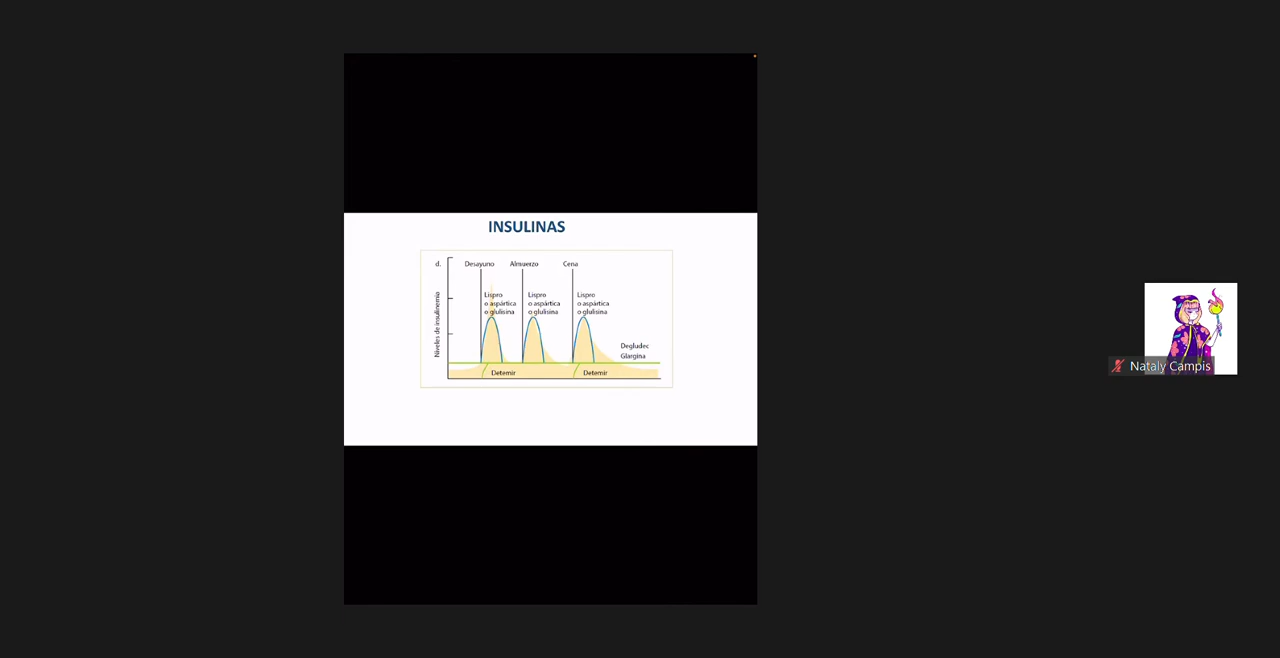 INSULINAS
d.
Desayuno
Almuerzo
Cena
Niveles de insulinemia
Lispro
o aspártica
o glulisina
Lispro
o aspártica
o glulisina
Lispro
o aspártica
o glulisina
Degludec
Glargina
Detemir
Detemir
Nataly Campis